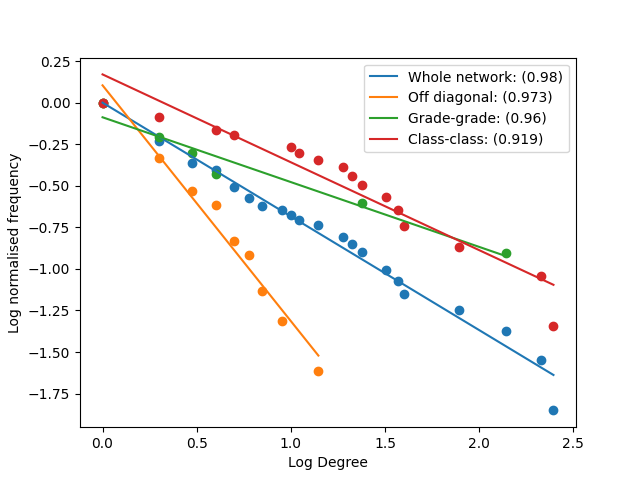 Whole network: (0.98)
Off diagonal: (0.973)
Grade-grade: (0.96)
Class-class: (0.919)
Log normalised frequency
0.25
0.00
−0.25
−0.50
−0.75
−1.00
−1.25
−1.50
−1.75
0.0 0.5 1.0 1.5 2.0 2.5
Log Degree